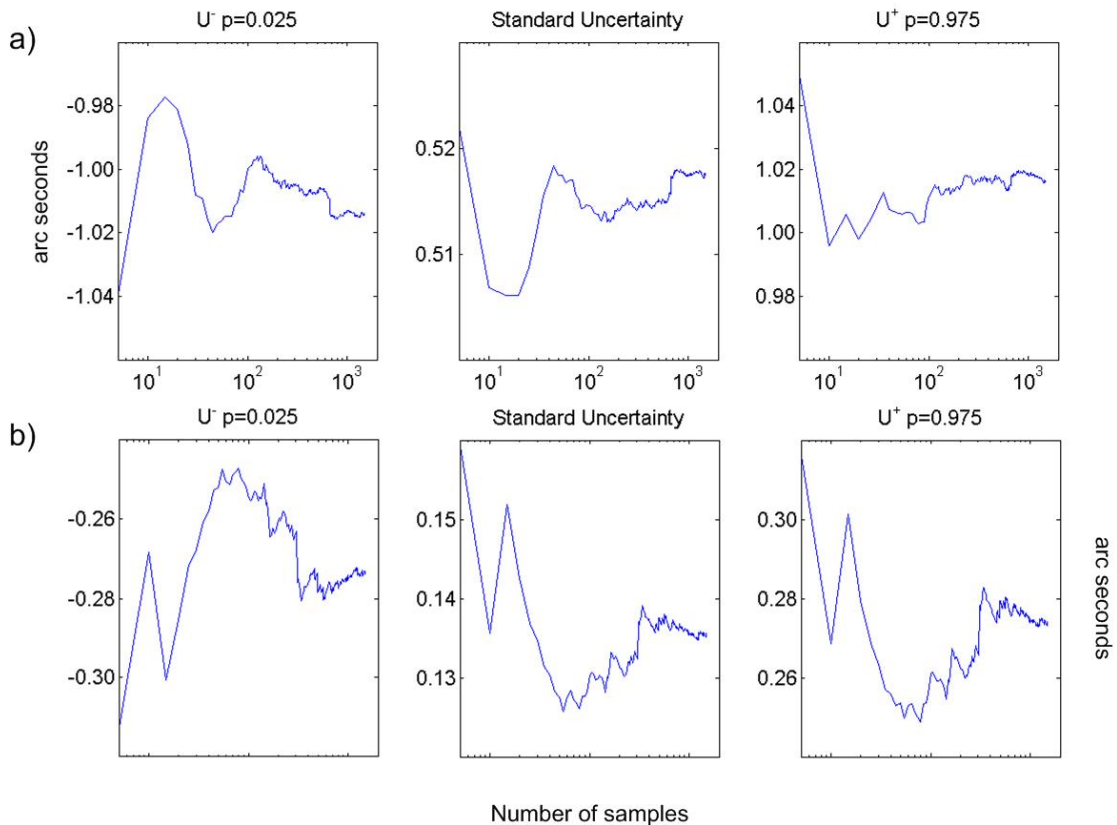 a)
U⁻ p=0.025
Standard Uncertainty
U⁺ p=0.975
arc seconds
-0.98
-1.00
-1.02
-1.04
0.52
0.51
1.04
1.02
1.00
0.98
10¹ 10² 10³
10¹ 10² 10³
10¹ 10² 10³
b)
U⁻ p=0.025
Standard Uncertainty
U⁺ p=0.975
-0.26
-0.28
-0.30
0.15
0.14
0.13
0.30
0.28
0.26
arc seconds
Number of samples